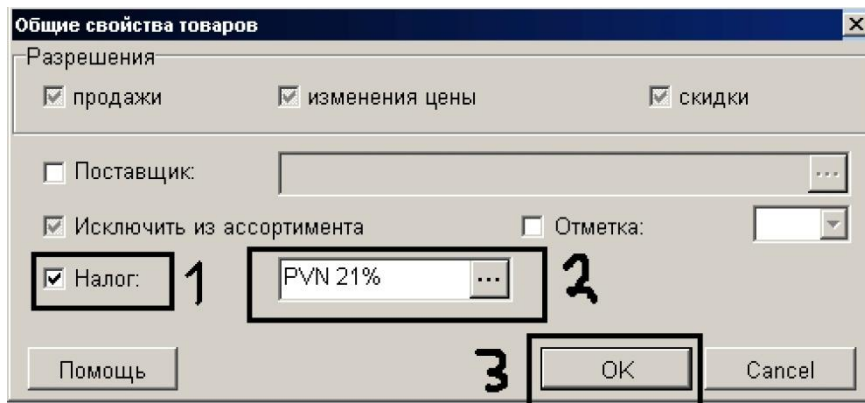 Общие свойства товаров
Разрешения
продажи изменения цены скидки
Поставщик: ...
Исключить из ассортимента Отметка:
Налог: 1 PVN 21% ... 2
Помощь 3 OK Cancel